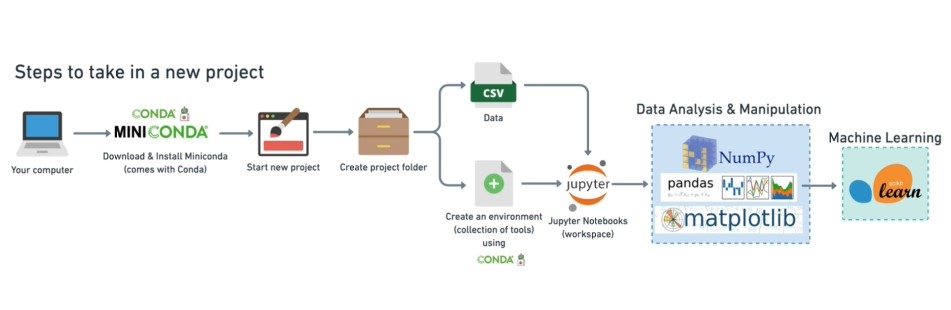 Steps to take in a new project
Your computer
CONDA
MINICONDA
Download & Install Miniconda
(comes with Conda)
Start new project
Create project folder
CSV
Data
Create an environment
(collection of tools)
using
CONDA
jupyter
Jupyter Notebooks
(workspace)
Data Analysis & Manipulation
NumPy
pandas
matplotlib
Machine Learning
learn